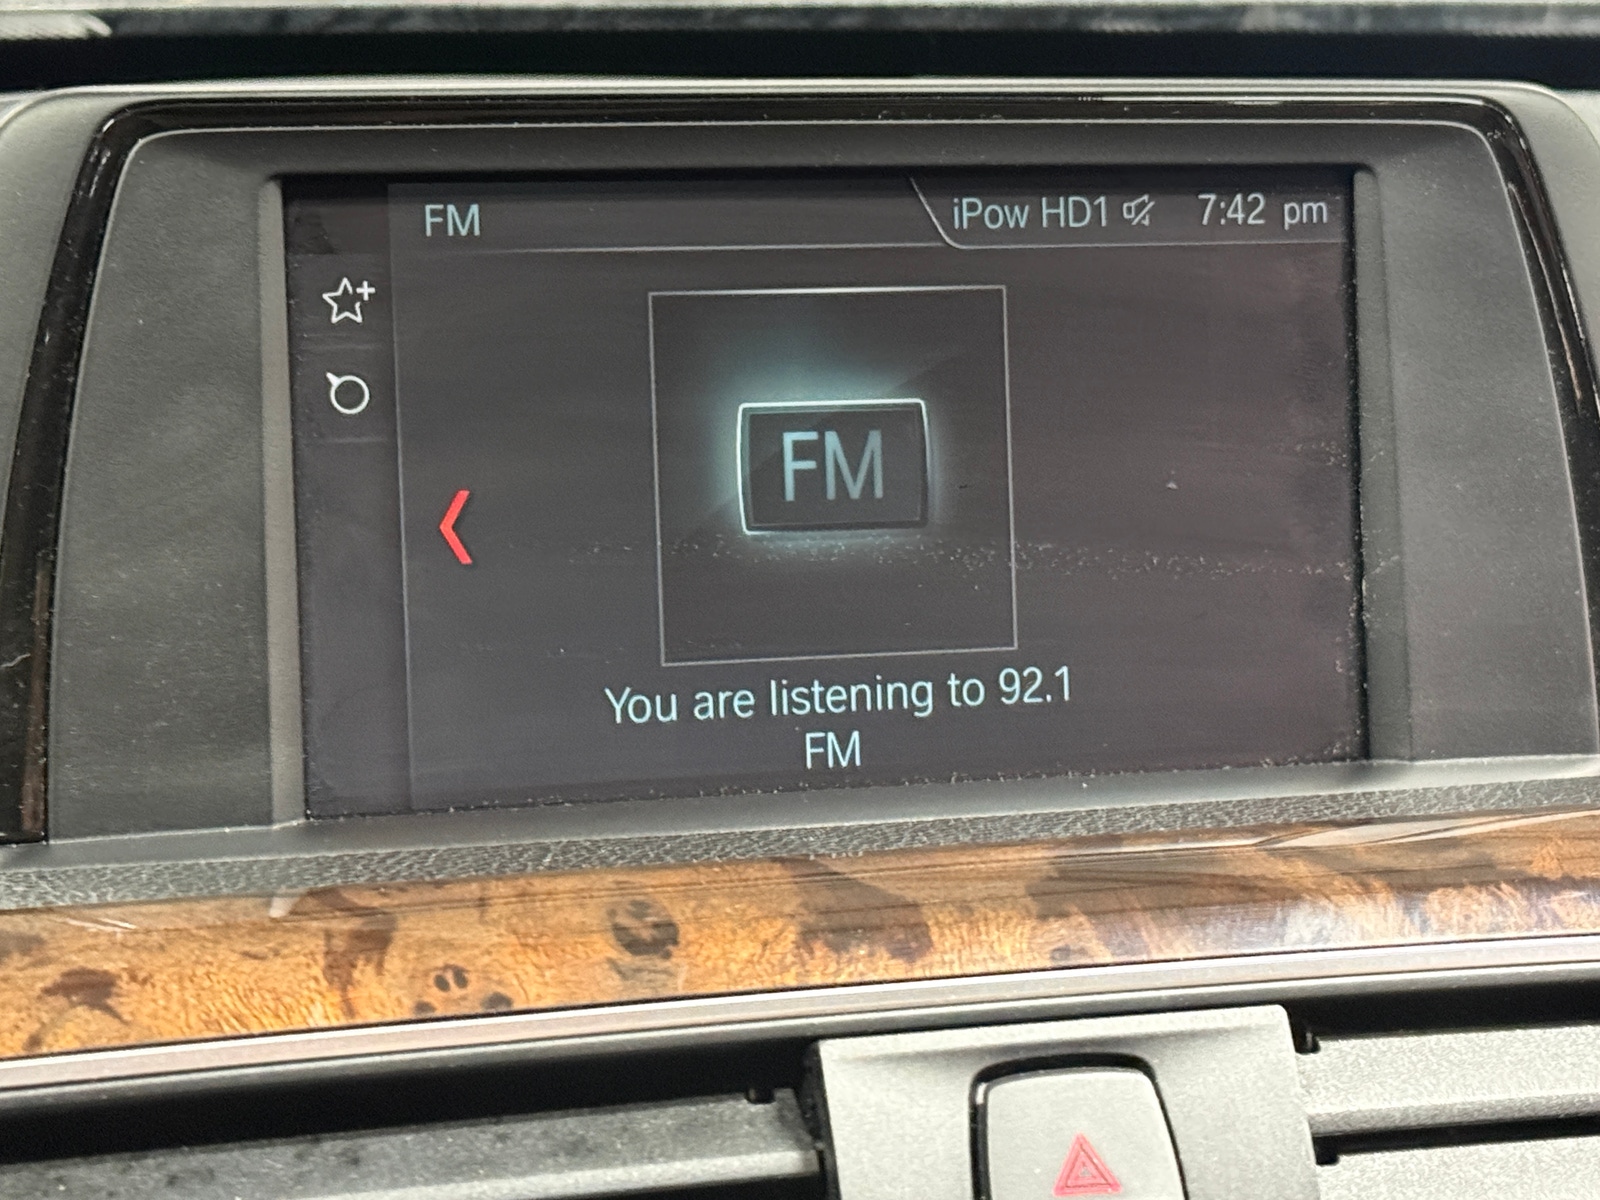 FM
iPow HD1 7:42 pm
FM
You are listening to 92.1
FM